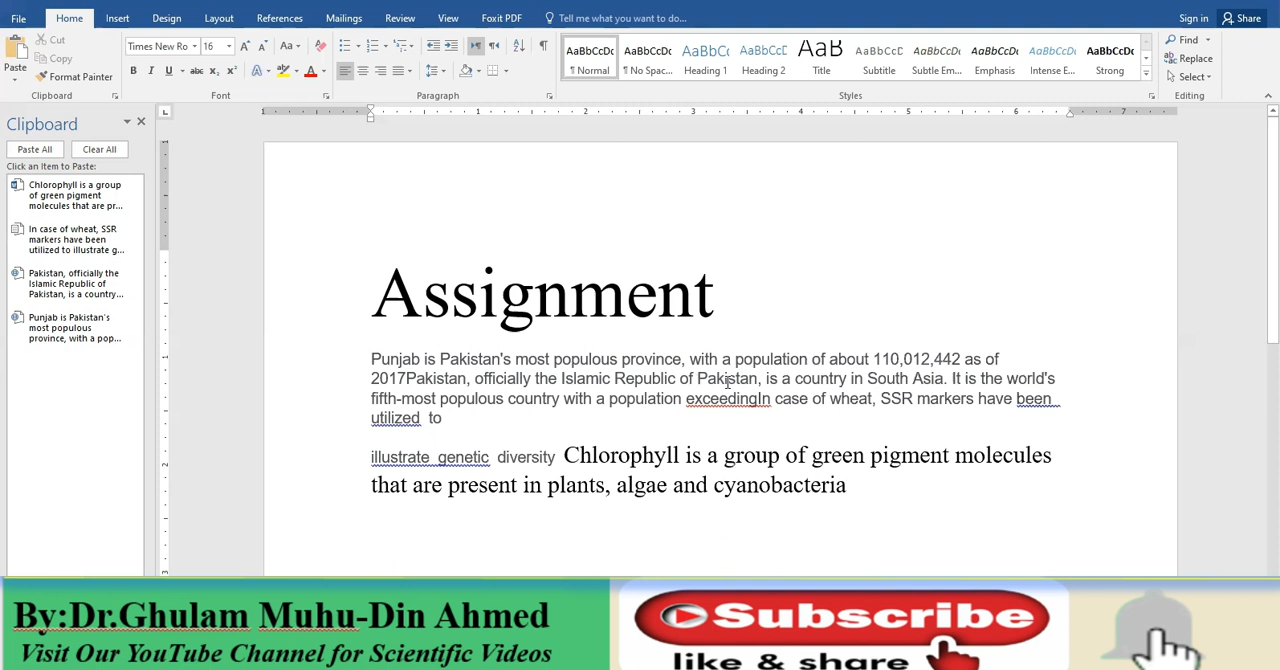 File Home Insert Design Layout References Mailings Review View Foxit PDF Tell me what you want to do... Sign in Share
Cut
Copy
Format Painter
Paste
Clipboard
Times New Ro 16
Font
Paragraph
AaBbCcDc AaBbCcDc AaBbC AaBbCcC AaB AaBbCcD AaBbCcDc AaBbCcDc AaBbCcDc AaBbCcDc
¶ Normal ¶ No Spac... Heading 1 Heading 2 Title Subtitle Subtle Em... Emphasis Intense E... Strong
Styles
Find
Replace
Select
Editing
Clipboard
Paste All Clear All
Click an Item to Paste:
Chlorophyll is a group
of green pigment
molecules that are pr...
In case of wheat, SSR
markers have been
utilized to illustrate g...
Pakistan, officially the
Islamic Republic of
Pakistan, is a country...
Punjab is Pakistan's
most populous
province, with a pop...
Assignment
Punjab is Pakistan's most populous province, with a population of about 110,012,442 as of
2017Pakistan, officially the Islamic Republic of Pakistan, is a country in South Asia. It is the world's
fifth-most populous country with a population exceedingIn case of wheat, SSR markers have been
utilized to
illustrate genetic diversity Chlorophyll is a group of green pigment molecules
that are present in plants, algae and cyanobacteria
By:Dr.Ghulam Muhu-Din Ahmed
Visit Our YouTube Channel for Scientific Videos
Subscribe
like & share